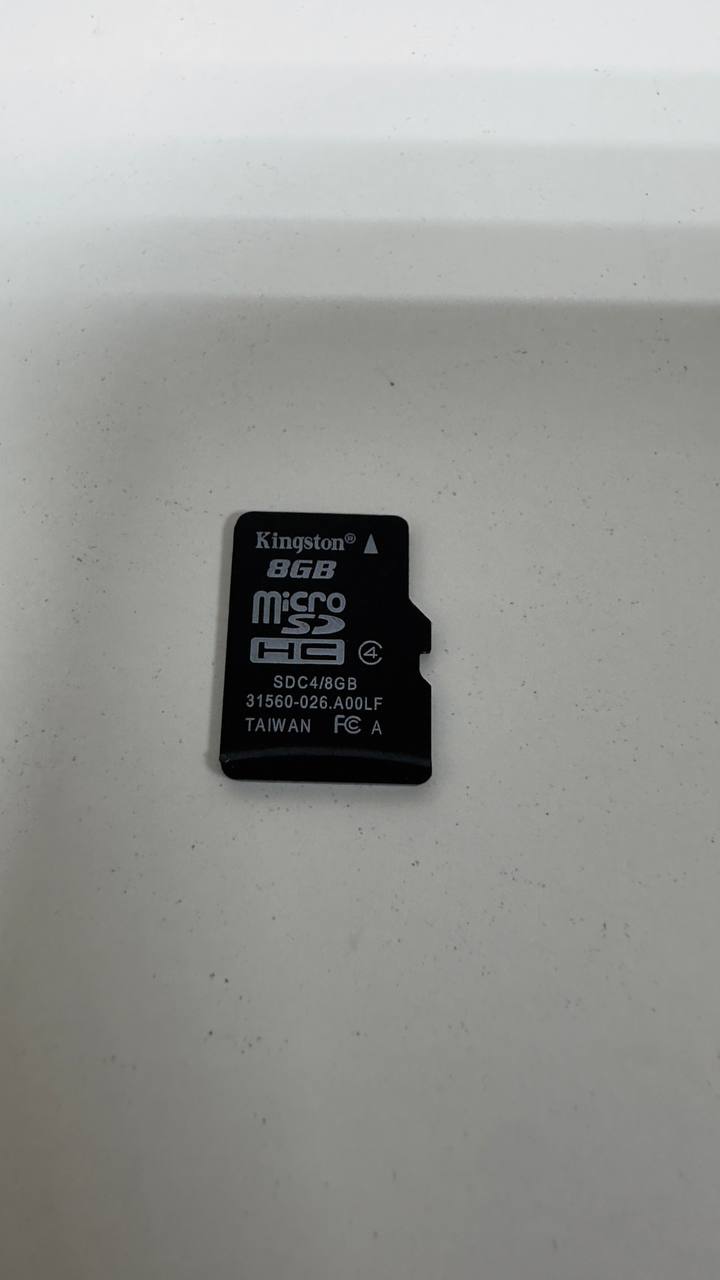 Kingston®
8GB
micro
SD
HC 4
SDC4/8GB
31560-026.A00LF
TAIWAN FC A